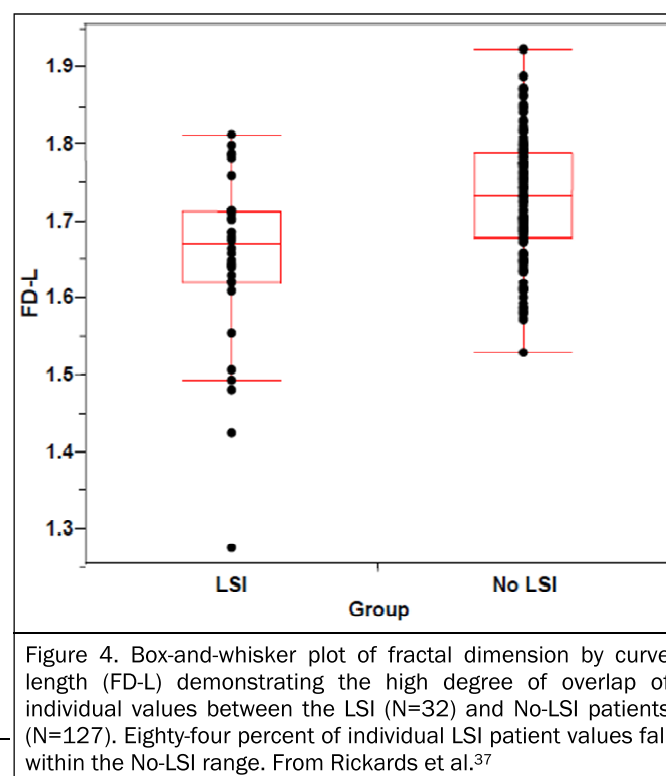 1.9
1.8
1.7
1.6
1.5
1.4
1.3
FD-L
LSI
No LSI
Group
Figure 4. Box-and-whisker plot of fractal dimension by curve
length (FD-L) demonstrating the high degree of overlap of
individual values between the LSI (N=32) and No-LSI patients
(N=127). Eighty-four percent of individual LSI patient values fal
within the No-LSI range. From Rickards et al.37